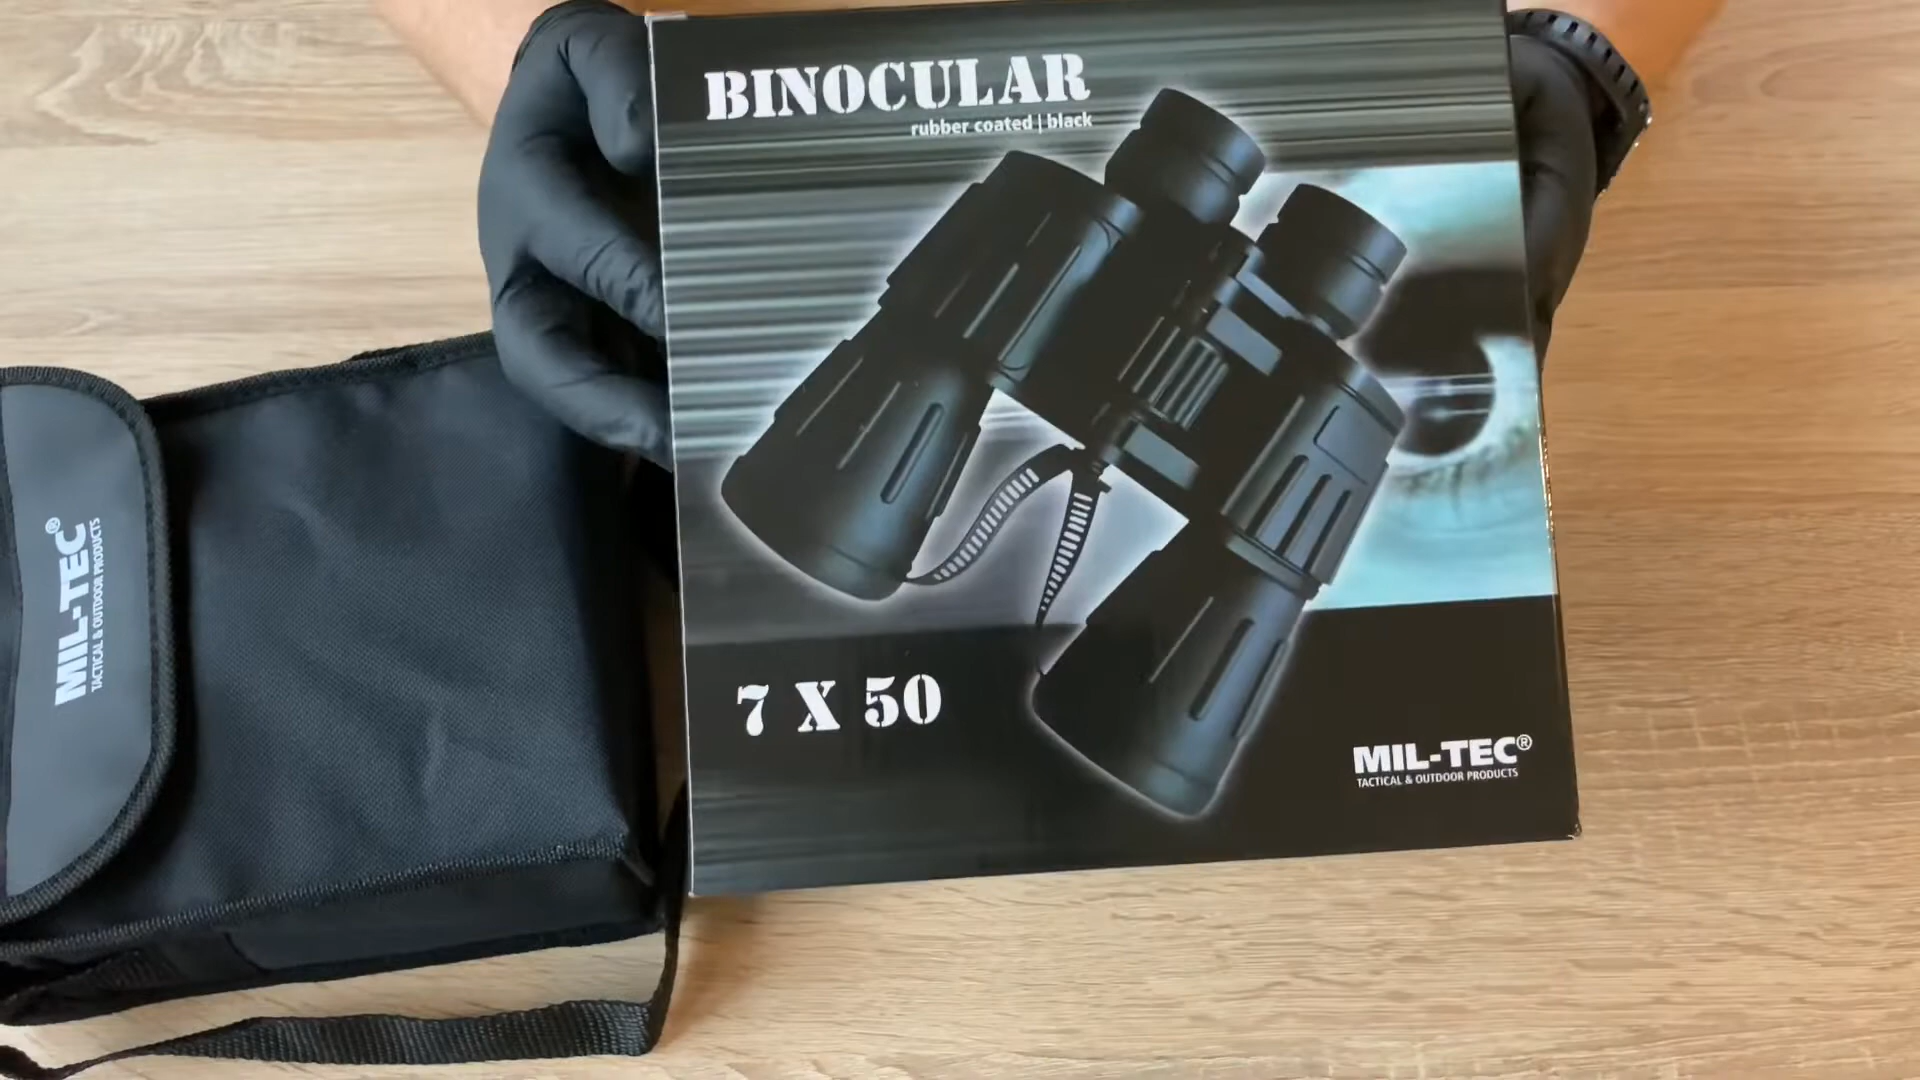 BINOCULAR
rubber coated | black
7 X 50
MIL-TEC®
TACTICAL & OUTDOOR PRODUCTS
MIL-TEC®
TACTICAL & OUTDOOR PRODUCTS